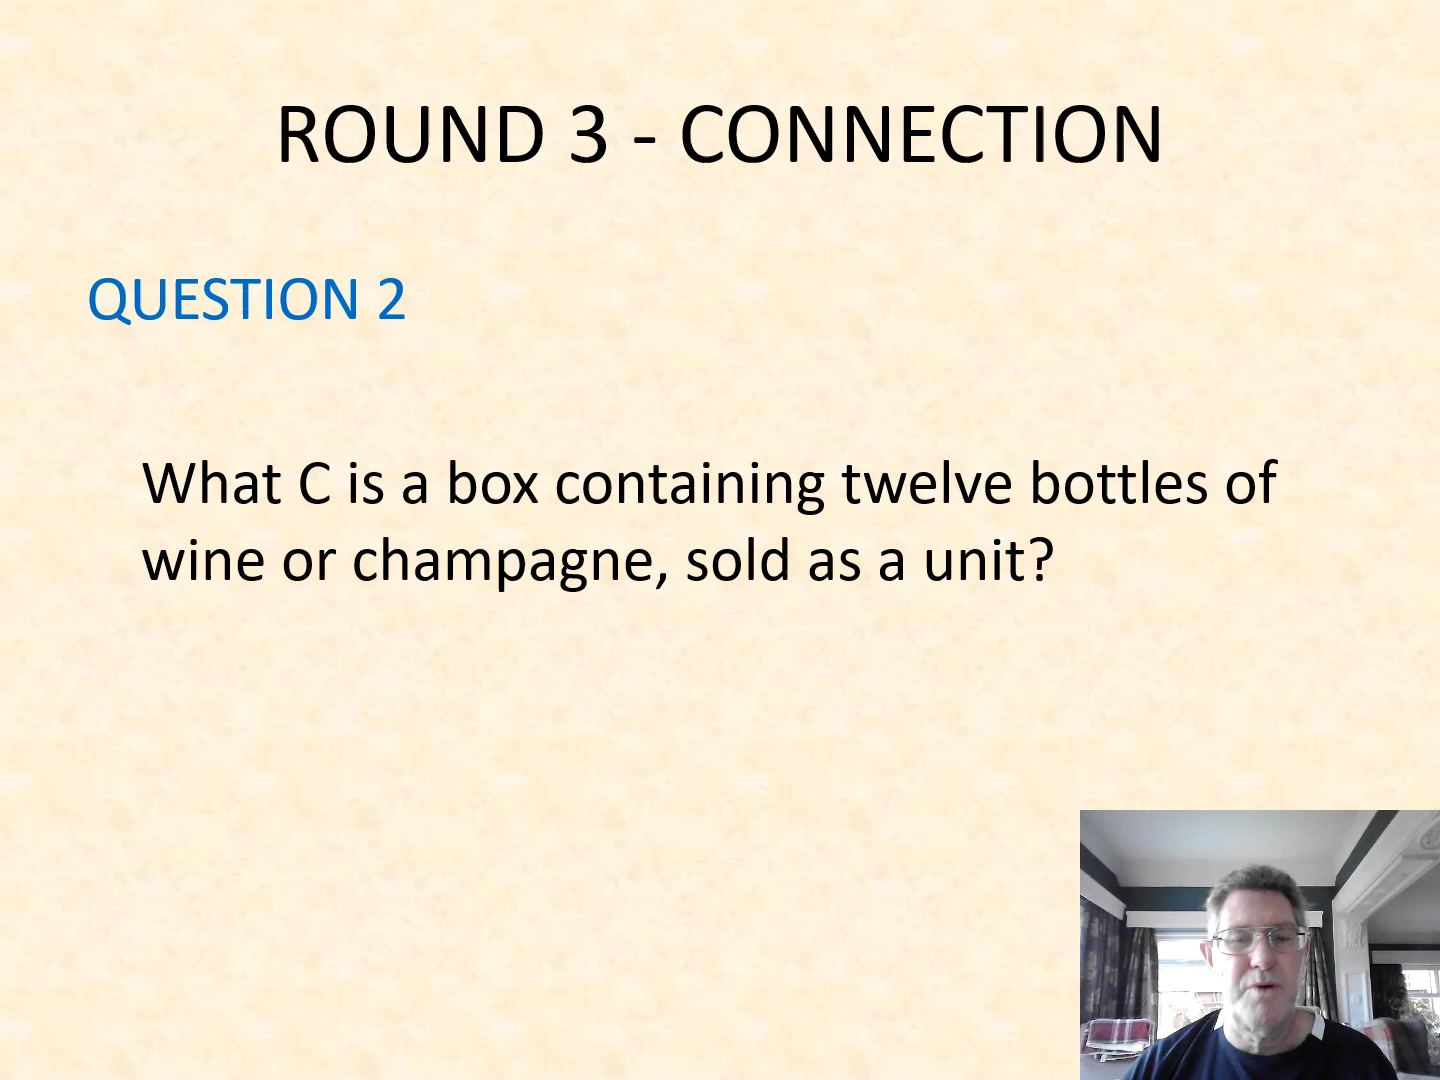 ROUND 3 - CONNECTION
QUESTION 2
What C is a box containing twelve bottles of
wine or champagne, sold as a unit?